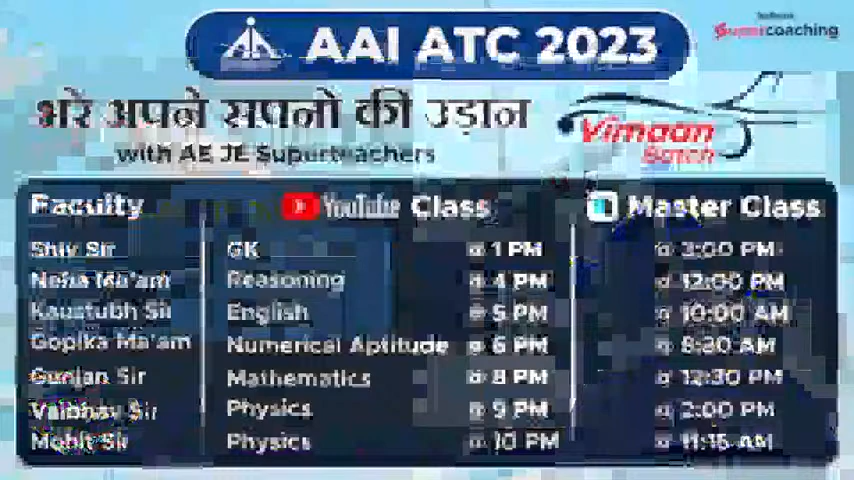 Supercoaching
AAI ATC 2023
भरे अपने सपनो की उड़ान
with AE JE Superteachers
Vimaan
Batch
Faculty YouTube Class Master Class
Shiv Sir GK @ 1 PM @ 3:00 PM
Neha Ma'am Reasoning @ 4 PM @ 12:00 PM
Kaustubh Sir English @ 5 PM @ 10:00 AM
Gopika Ma'am Numerical Aptitude @ 6 PM @ 8:30 AM
Gunjan Sir Mathematics @ 8 PM @ 12:30 PM
Vaibhav Sir Physics @ 9 PM @ 2:00 PM
Mohit Sir Physics @ 10 PM @ 11:15 AM